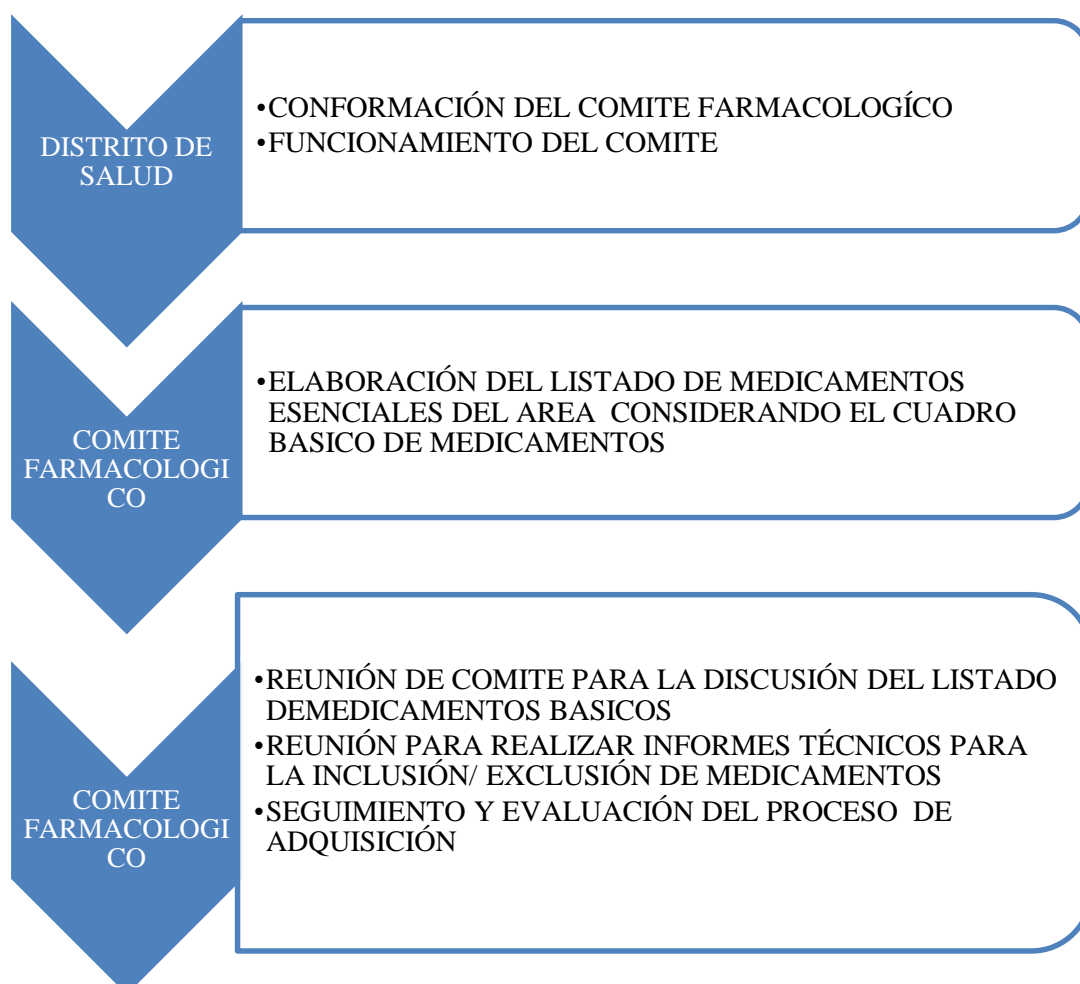 DISTRITO DE
SALUD
•CONFORMACIÓN DEL COMITE FARMACOLOGÍCO
•FUNCIONAMIENTO DEL COMITE
COMITE
FARMACOLOGI
CO
•ELABORACIÓN DEL LISTADO DE MEDICAMENTOS
ESENCIALES DEL AREA CONSIDERANDO EL CUADRO
BASICO DE MEDICAMENTOS
COMITE
FARMACOLOGI
CO
•REUNIÓN DE COMITE PARA LA DISCUSIÓN DEL LISTADO
DEMEDICAMENTOS BASICOS
•REUNIÓN PARA REALIZAR INFORMES TÉCNICOS PARA
LA INCLUSIÓN/ EXCLUSIÓN DE MEDICAMENTOS
•SEGUIMIENTO Y EVALUACIÓN DEL PROCESO DE
ADQUISICIÓN